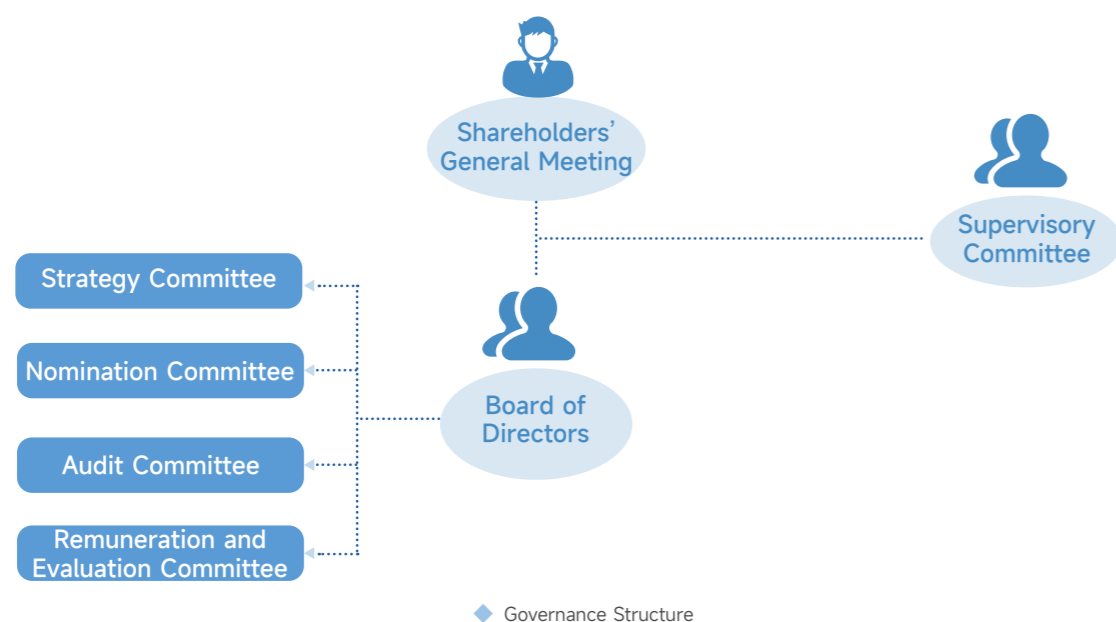 Shareholders’
General Meeting
Supervisory
Committee
Strategy Committee
Nomination Committee
Audit Committee
Remuneration and
Evaluation Committee
Board of
Directors
Governance Structure